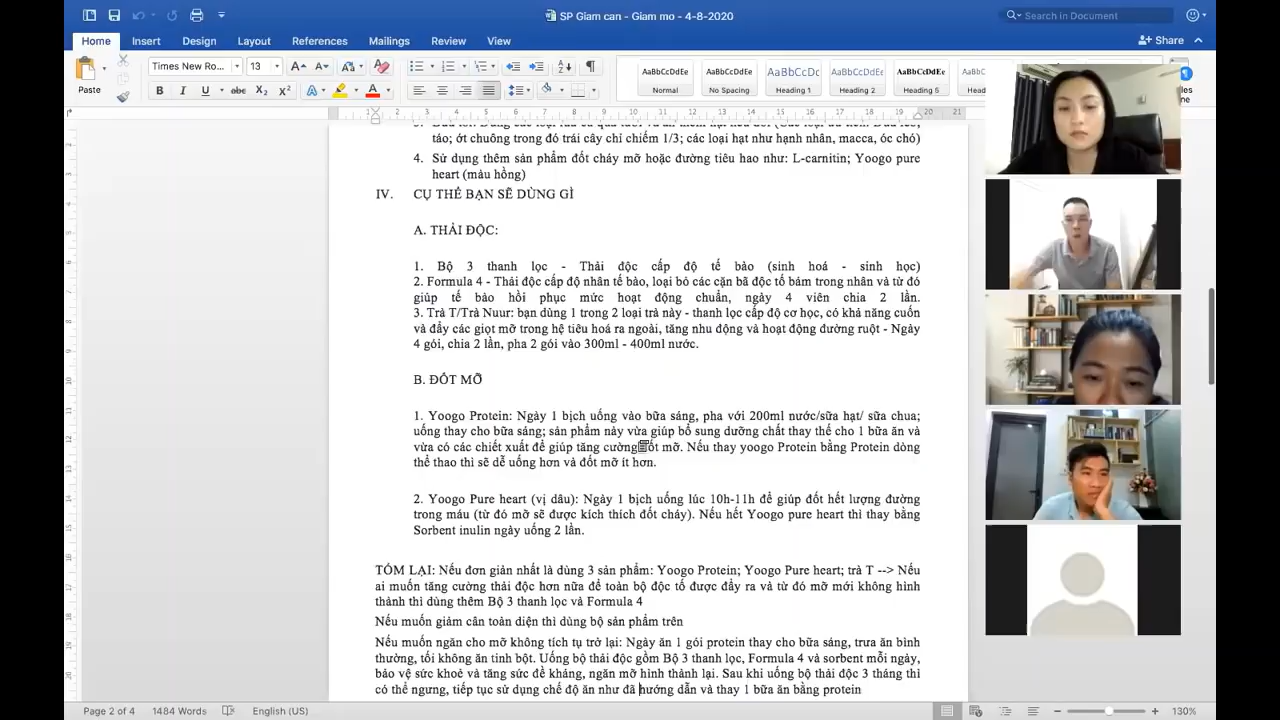 SP Giam can - Giam mo - 4-8-2020
Search in Document
Home Insert Design Layout References Mailings Review View
Share
Paste
Times New Ro...
13
AaBbCcDdEe AaBbCcDdEe AaBbCcDc AaBbCcDdEe AaBbCcDdEe
Normal No Spacing Heading 1 Heading 2 Heading 5
táo; ớt chuông trong đó trái cây chỉ chiếm 1/3; các loại hạt như hạnh nhân, macca, óc chó)
4. Sử dụng thêm sản phẩm đốt cháy mỡ hoặc đường tiêu hao như: L-carnitin; Yoogo pure
heart (màu hồng)
IV. CỤ THỂ BẠN SẼ DÙNG GÌ
A. THẢI ĐỘC:
1. Bộ 3 thanh lọc - Thải độc cấp độ tế bào (sinh hoá - sinh học)
2. Formula 4 - Thải độc cấp độ nhân tế bào, loại bỏ các cặn bã độc tố bám trong nhân và từ đó
giúp tế bào hồi phục mức hoạt động chuẩn, ngày 4 viên chia 2 lần.
3. Trà T/Trà Nuur: bạn dùng 1 trong 2 loại trà này - thanh lọc cấp độ cơ học, có khả năng cuốn
và đẩy các giọt mỡ trong hệ tiêu hoá ra ngoài, tăng nhu động và hoạt động đường ruột - Ngày
4 gói, chia 2 lần, pha 2 gói vào 300ml - 400ml nước.
B. ĐỐT MỠ
1. Yoogo Protein: Ngày 1 bịch uống vào bữa sáng, pha với 200ml nước/sữa hạt/ sữa chua;
uống thay cho bữa sáng; sản phẩm này vừa giúp bổ sung dưỡng chất thay thế cho 1 bữa ăn và
vừa có các chiết xuất để giúp tăng cường đốt mỡ. Nếu thay yoogo Protein bằng Protein dòng
thể thao thì sẽ dễ uống hơn và đốt mỡ ít hơn.
2. Yoogo Pure heart (vị dâu): Ngày 1 bịch uống lúc 10h-11h để giúp đốt hết lượng đường
trong máu (từ đó mỡ sẽ được kích thích đốt cháy). Nếu hết Yoogo pure heart thì thay bằng
Sorbent inulin ngày uống 2 lần.
TÓM LẠI: Nếu đơn giản nhất là dùng 3 sản phẩm: Yoogo Protein; Yoogo Pure heart; trà T --> Nếu
ai muốn tăng cường thải độc hơn nữa để toàn bộ độc tố được đẩy ra và từ đó mỡ mới không hình
thành thì dùng thêm Bộ 3 thanh lọc và Formula 4
Nếu muốn giảm cân toàn diện thì dùng bộ sản phẩm trên
Nếu muốn ngăn cho mỡ không tích tụ trở lại: Ngày ăn 1 gói protein thay cho bữa sáng, trưa ăn bình
thường, tối không ăn tinh bột. Uống bộ thải độc gồm Bộ 3 thanh lọc, Formula 4 và sorbent mỗi ngày,
bảo vệ sức khoẻ và tăng sức đề kháng, ngăn mỡ hình thành lại. Sau khi uống bộ thải độc 3 tháng thì
có thể ngưng, tiếp tục sử dụng chế độ ăn như đã hướng dẫn và thay 1 bữa ăn bằng protein
Page 2 of 4 1484 Words English (US) 130%